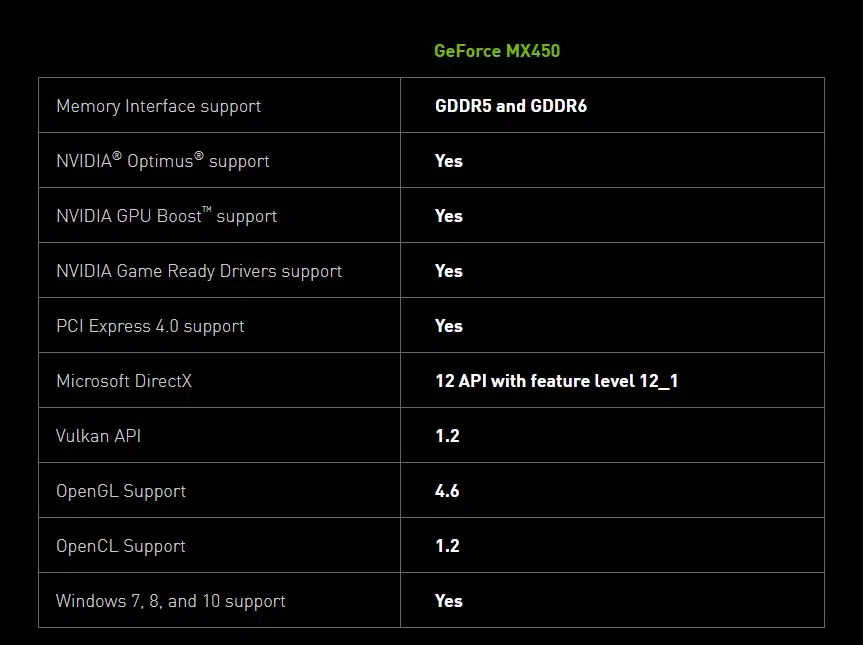 GeForce MX450
Memory Interface support GDDR5 and GDDR6
NVIDIA® Optimus® support Yes
NVIDIA GPU Boost™ support Yes
NVIDIA Game Ready Drivers support Yes
PCI Express 4.0 support Yes
Microsoft DirectX 12 API with feature level 12_1
Vulkan API 1.2
OpenGL Support 4.6
OpenCL Support 1.2
Windows 7, 8, and 10 support Yes